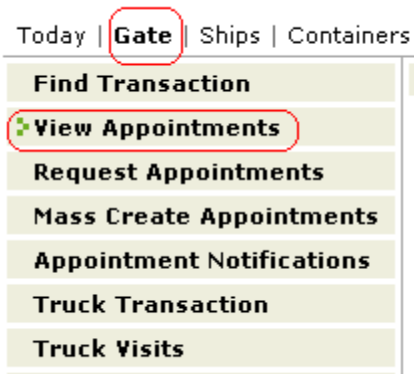 Today | Gate | Ships | Containers
Find Transaction
View Appointments
Request Appointments
Mass Create Appointments
Appointment Notifications
Truck Transaction
Truck Visits